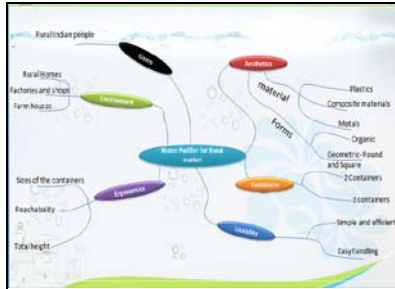 Rural Indian people
Users
Aesthetics
Rural Homes
Factories and shops
Farm houses
Environment
material
Plastics
Composite materials
Metals
Forms
Organic
Geometric-Round
and Square
Water Purifier for Rural
market
Sizes of the containers
Ergonomics
Reachability
Total height
Containers
2 Containers
3 containers
Usability
Simple and efficient
Easy handling